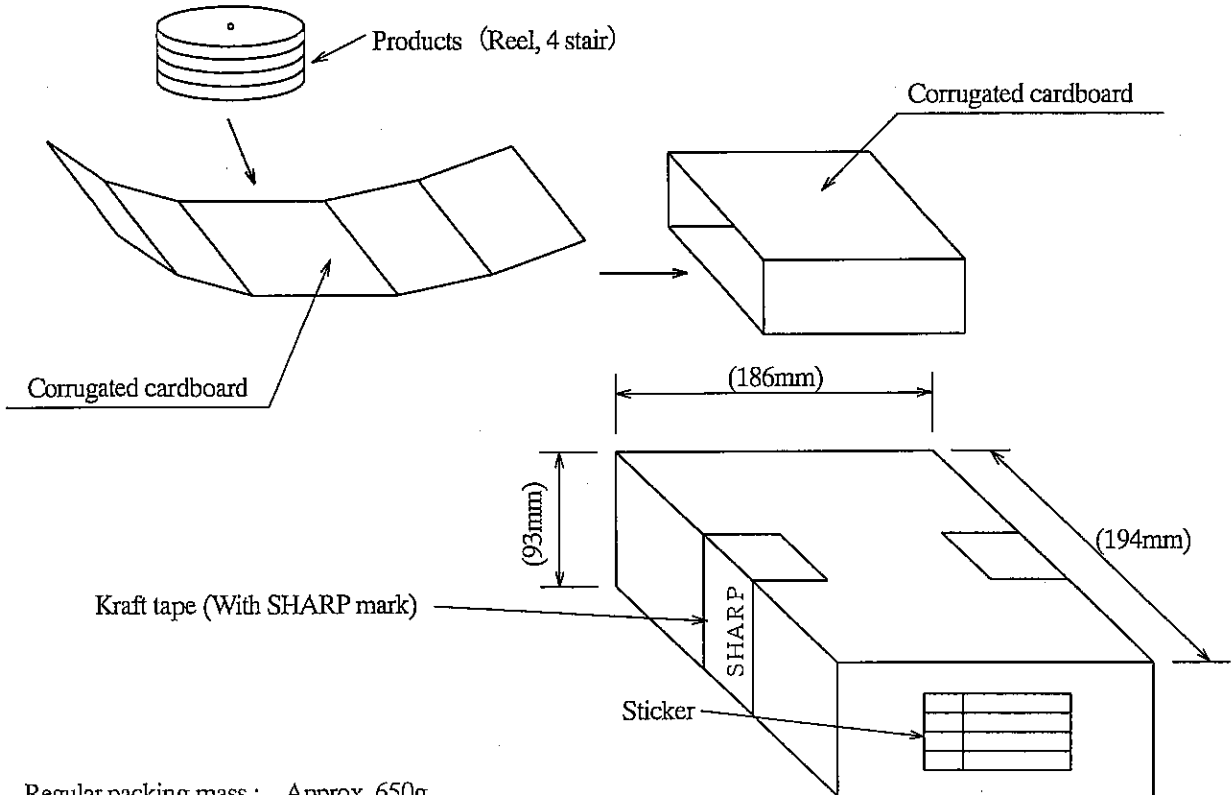 Products (Reel, 4 stair)
Corrugated cardboard
Corrugated cardboard
(186mm)
(93mm)
(194mm)
Kraft tape (With SHARP mark)
SHARP
Sticker
Regular packing mass : Approx. 650g